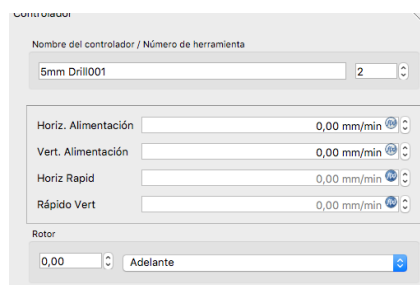 Controlador
Nombre del controlador / Número de herramienta
5mm Drill001 2
Horiz. Alimentación 0,00 mm/min
Vert. Alimentación 0,00 mm/min
Horiz Rapid 0,00 mm/min
Rápido Vert 0,00 mm/min
Rotor
0,00 Adelante